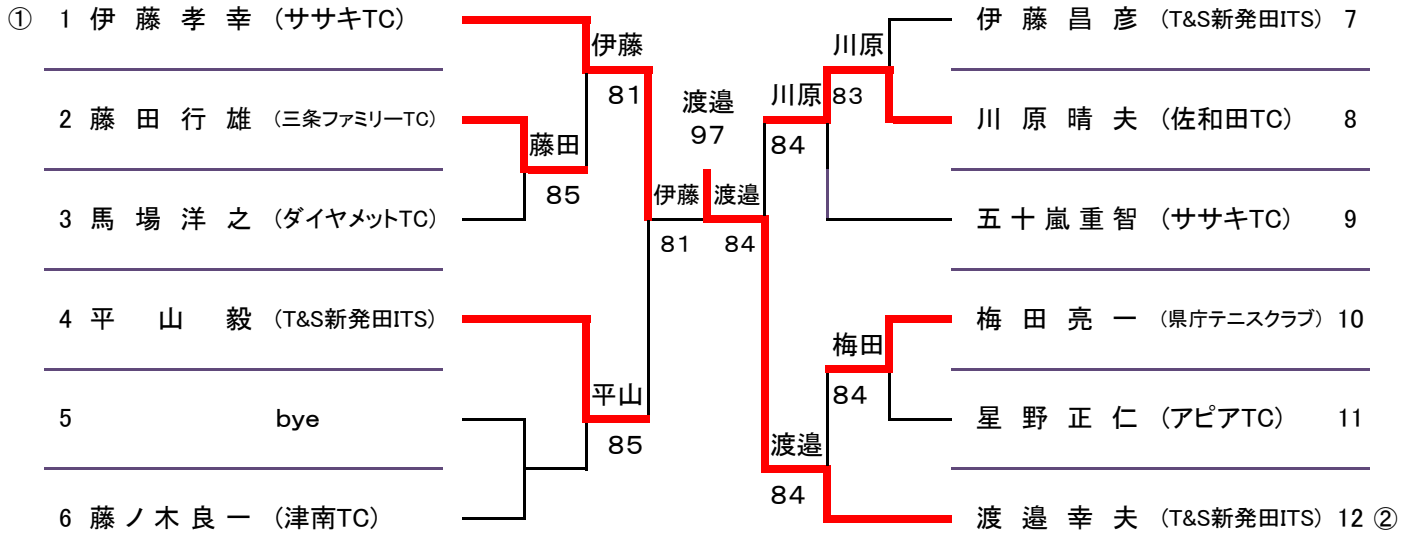 ① 1 伊藤孝幸 (ササキTC)
2 藤田行雄 (三条ファミリーTC)
3 馬場洋之 (ダイヤメットTC)
4 平山毅 (T&S新発田ITS)
5 bye
6 藤ノ木良一 (津南TC)
伊藤
81
藤田
85
平山
85
伊藤
81
渡邉
97
渡邉
84
川原
84
川原
83
梅田
84
渡邉
84
伊藤昌彦 (T&S新発田ITS) 7
川原晴夫 (佐和田TC) 8
五十嵐重智 (ササキTC) 9
梅田亮一 (県庁テニスクラブ) 10
星野正仁 (アピアTC) 11
渡邉幸夫 (T&S新発田ITS) 12 ②